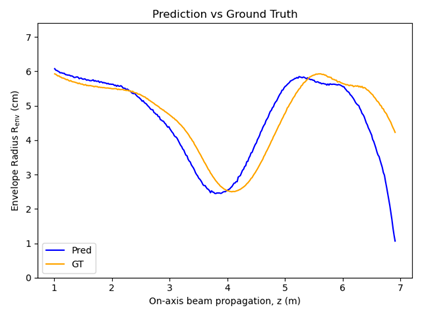 Prediction vs Ground Truth
Envelope Radius R_env (cm)
7
6
5
4
3
2
1
0
Pred
GT
1 2 3 4 5 6 7
On-axis beam propagation, z (m)